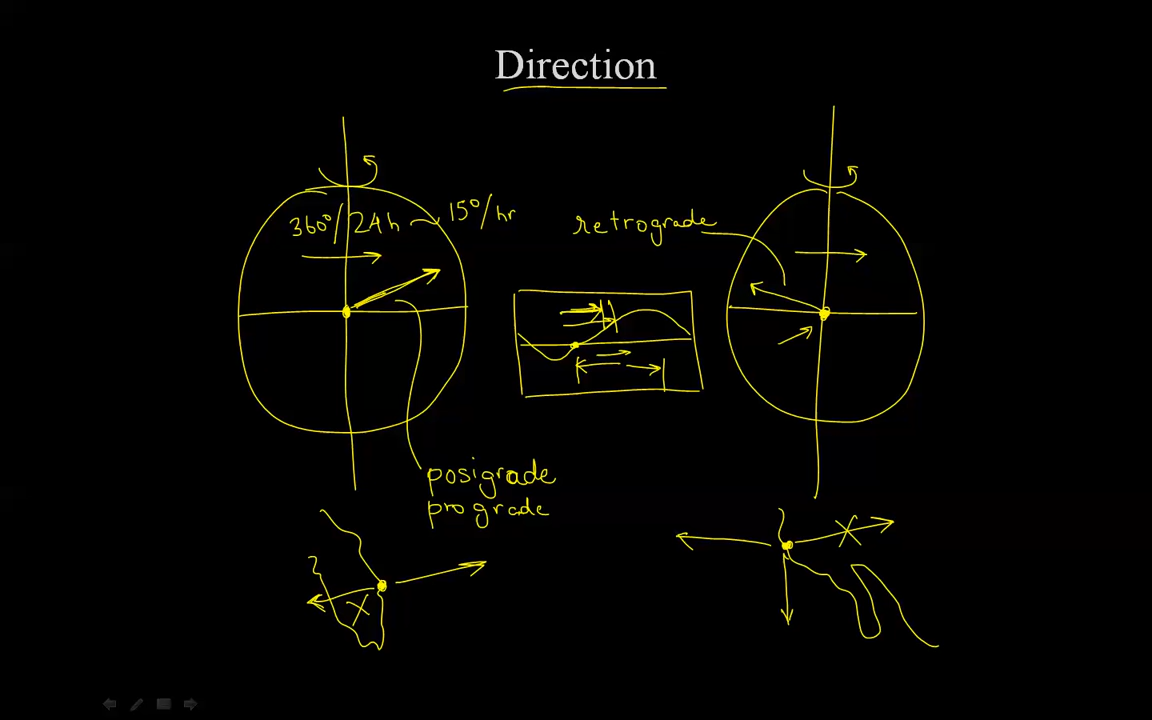 Direction
360°/24h ~ 15°/hr
retrograde
posigrade
prograde
X
X